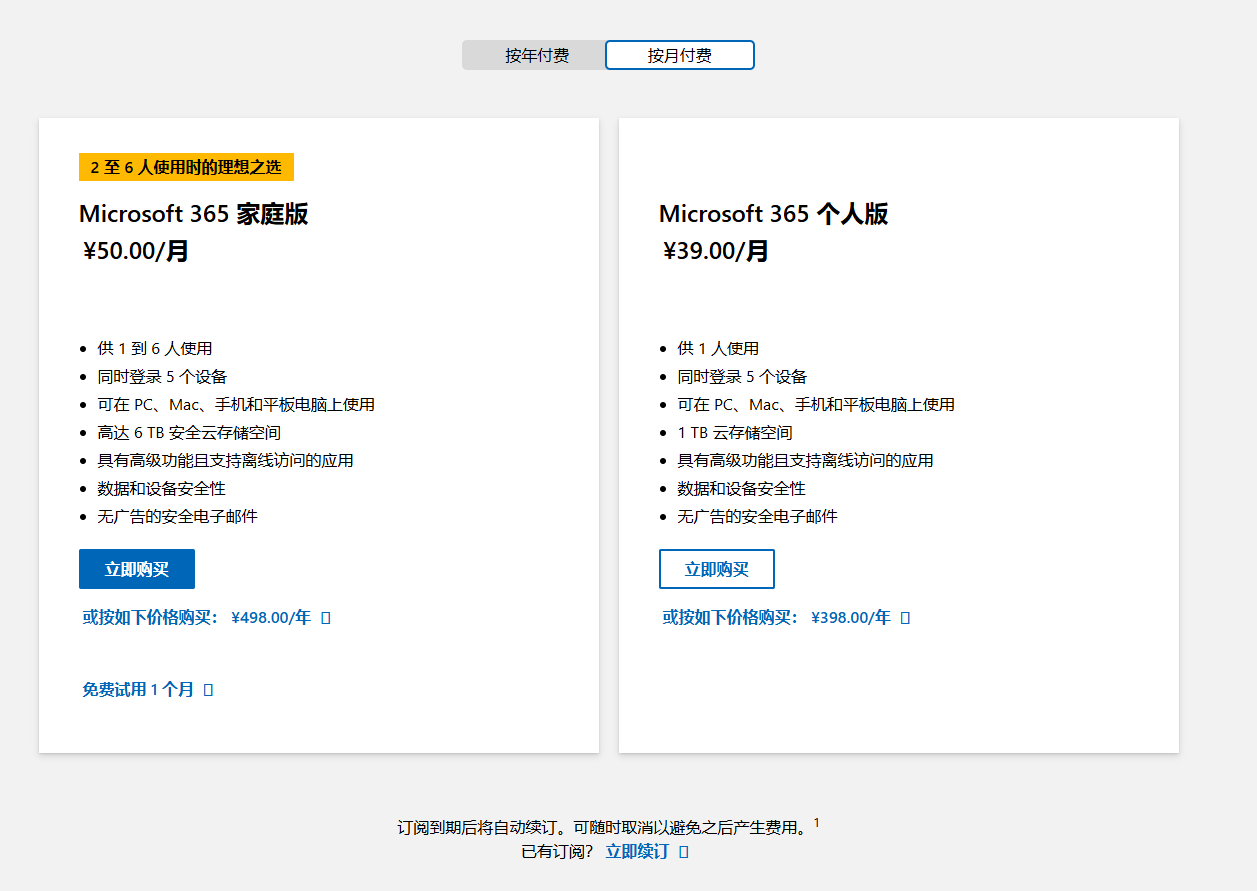 按年付费 按月付费
2 至 6 人使用时的理想之选
Microsoft 365 家庭版
¥50.00/月
供 1 到 6 人使用
同时登录 5 个设备
可在 PC、Mac、手机和平板电脑上使用
高达 6 TB 安全云存储空间
具有高级功能且支持离线访问的应用
数据和设备安全性
无广告的安全电子邮件
立即购买
或按如下价格购买： ¥498.00/年
免费试用 1 个月
Microsoft 365 个人版
¥39.00/月
供 1 人使用
同时登录 5 个设备
可在 PC、Mac、手机和平板电脑上使用
1 TB 云存储空间
具有高级功能且支持离线访问的应用
数据和设备安全性
无广告的安全电子邮件
立即购买
或按如下价格购买： ¥398.00/年
订阅到期后将自动续订。可随时取消以避免之后产生费用。1
已有订阅？ 立即续订